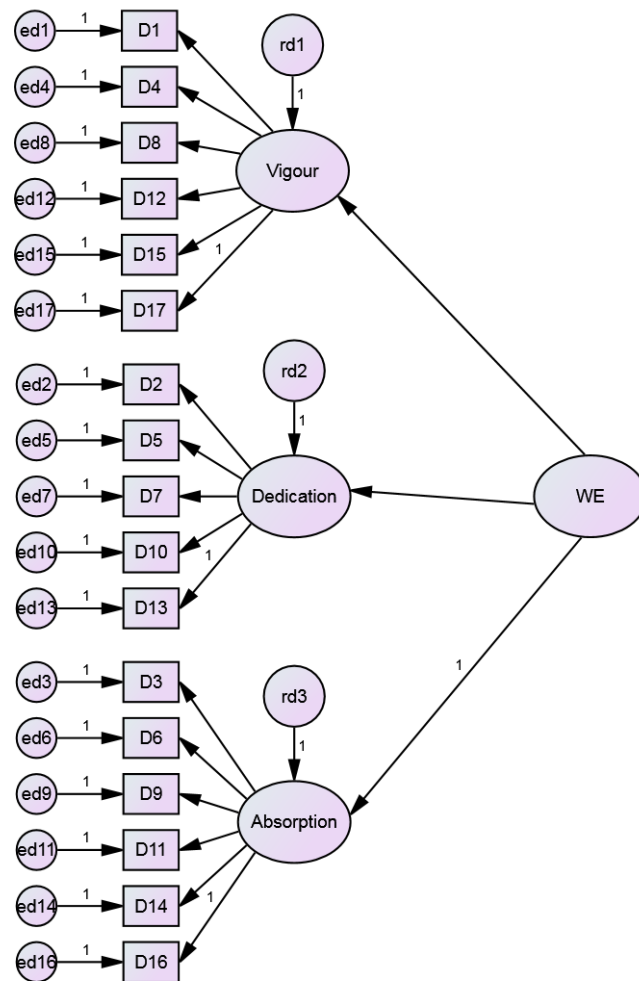 ed1 1 D1
rd1
ed4 1 D4
1
ed8 1 D8
Vigour
ed12 1 D12
ed15 1 D15
1
ed17 1 D17
ed2 1 D2
rd2
1
ed5 1 D5
ed7 1 D7
Dedication
WE
ed10 1 D10
1
ed13 1 D13
ed3 1 D3
1
rd3
ed6 1 D6
1
ed9 1 D9
Absorption
ed11 1 D11
ed14 1 D14
1
ed16 1 D16